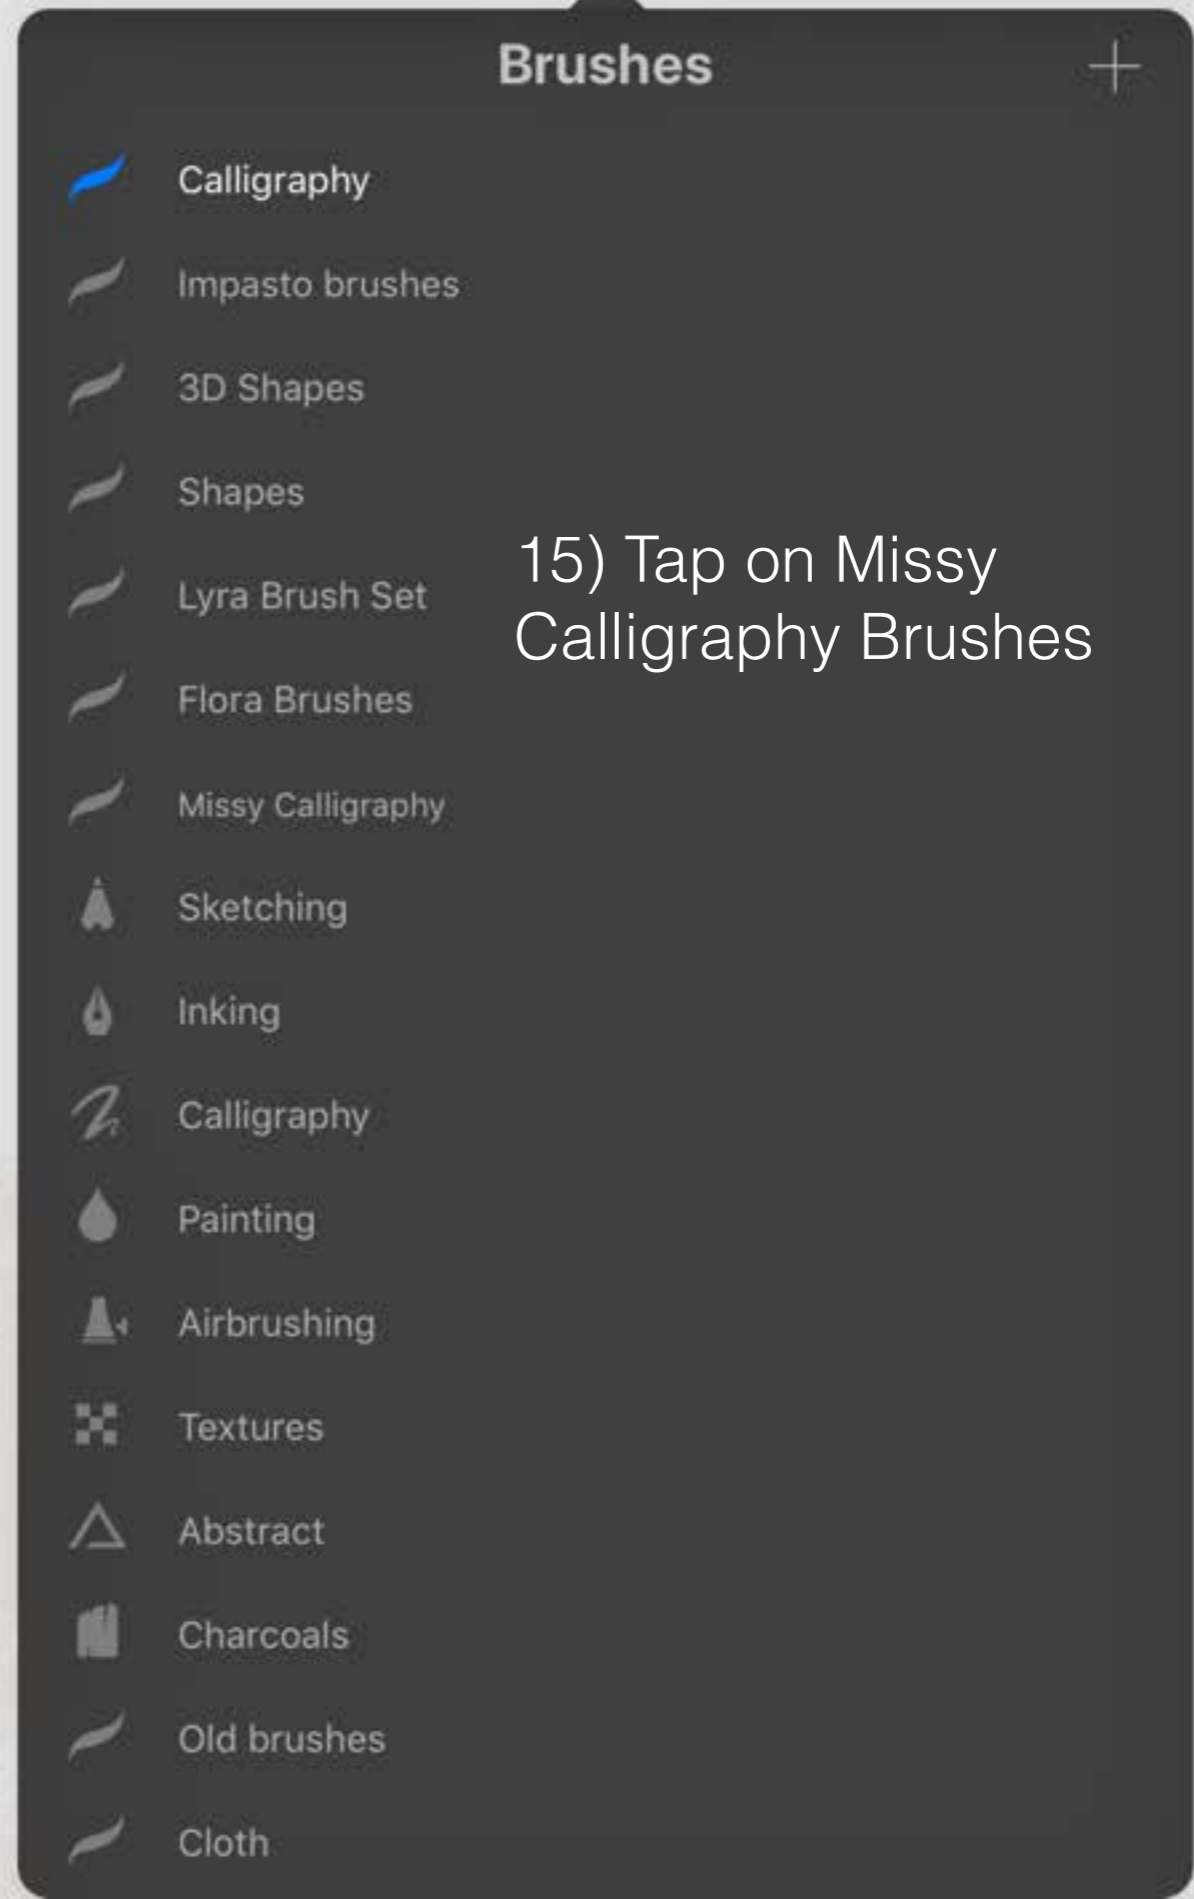 Brushes
Calligraphy
Impasto brushes
3D Shapes
Shapes
15) Tap on Missy
Calligraphy Brushes
Lyra Brush Set
Flora Brushes
Missy Calligraphy
Sketching
Inking
Calligraphy
Painting
Airbrushing
Textures
Abstract
Charcoals
Old brushes
Cloth